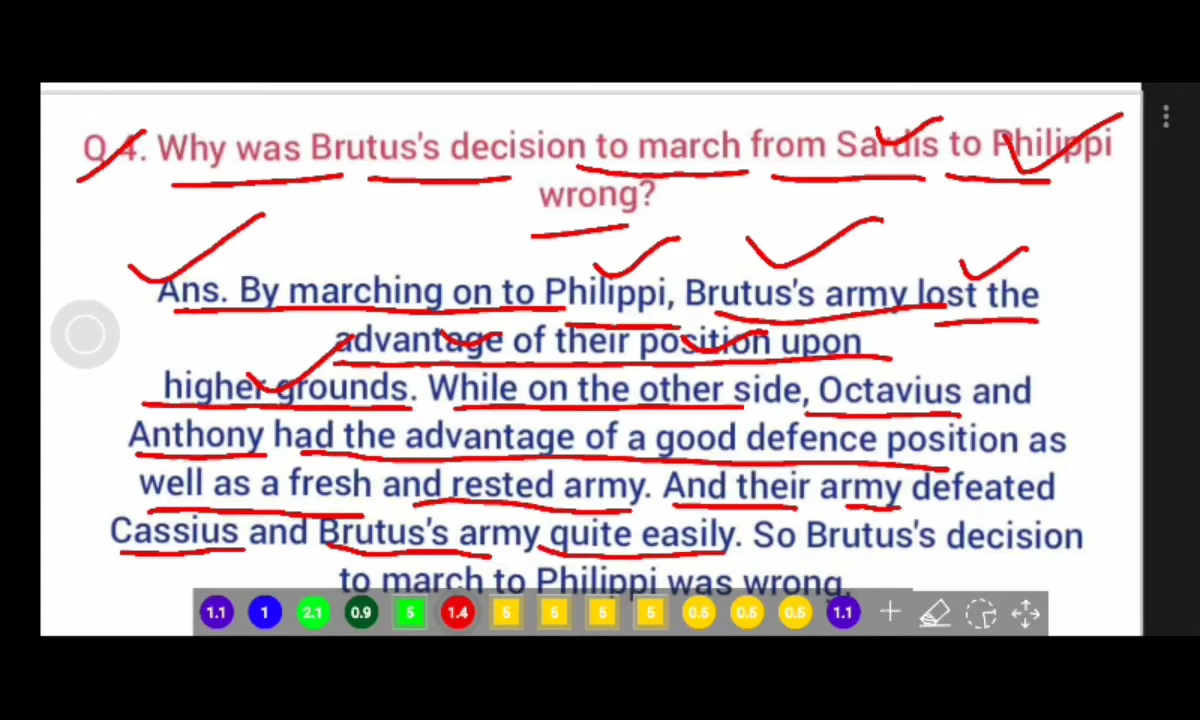 Q.4. Why was Brutus's decision to march from Sardis to Philippi
wrong?
Ans. By marching on to Philippi, Brutus's army lost the
advantage of their position upon
higher grounds. While on the other side, Octavius and
Anthony had the advantage of a good defence position as
well as a fresh and rested army. And their army defeated
Cassius and Brutus's army quite easily. So Brutus's decision
to march to Philippi was wrong.
1.1 1 2.1 0.9 5 1.4 5 5 5 5 0.5 0.5 0.5 1.1